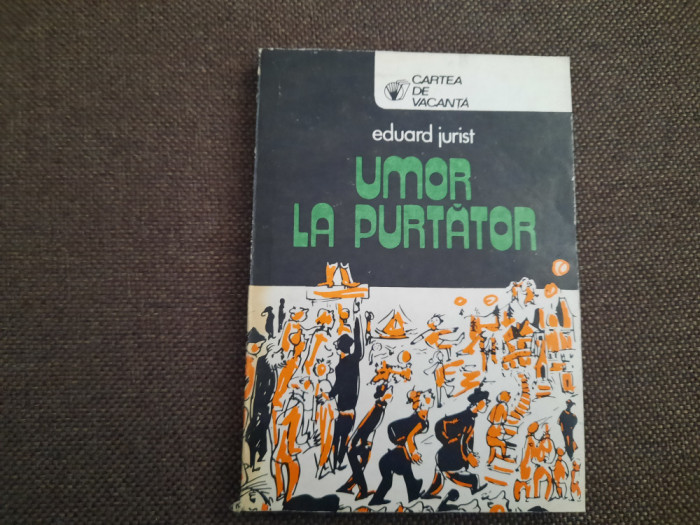 CARTEA
DE
VACANȚĂ
eduard jurist
UMOR
LA PURTĂTOR